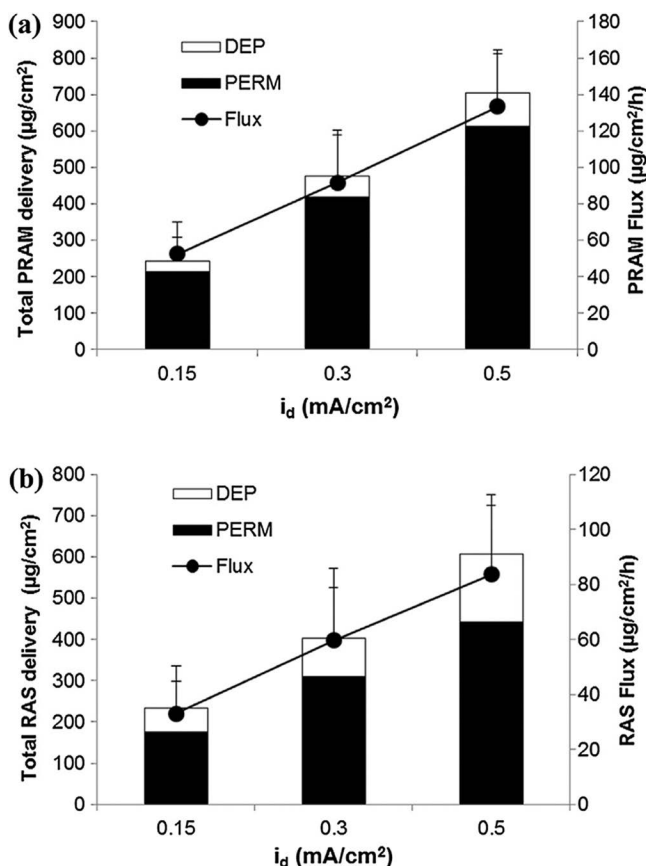 (a)
Total PRAM delivery (µg/cm²)
900
800
700
600
500
400
300
200
100
0
DEP
PERM
Flux
180
160
140
120
100
80
60
40
20
0
PRAM Flux (µg/cm²/h)
0.15 0.3 0.5
i_d (mA/cm²)
(b)
Total RAS delivery (µg/cm²)
800
700
600
500
400
300
200
100
0
DEP
PERM
Flux
120
100
80
60
40
20
0
RAS Flux (µg/cm²/h)
0.15 0.3 0.5
i_d (mA/cm²)